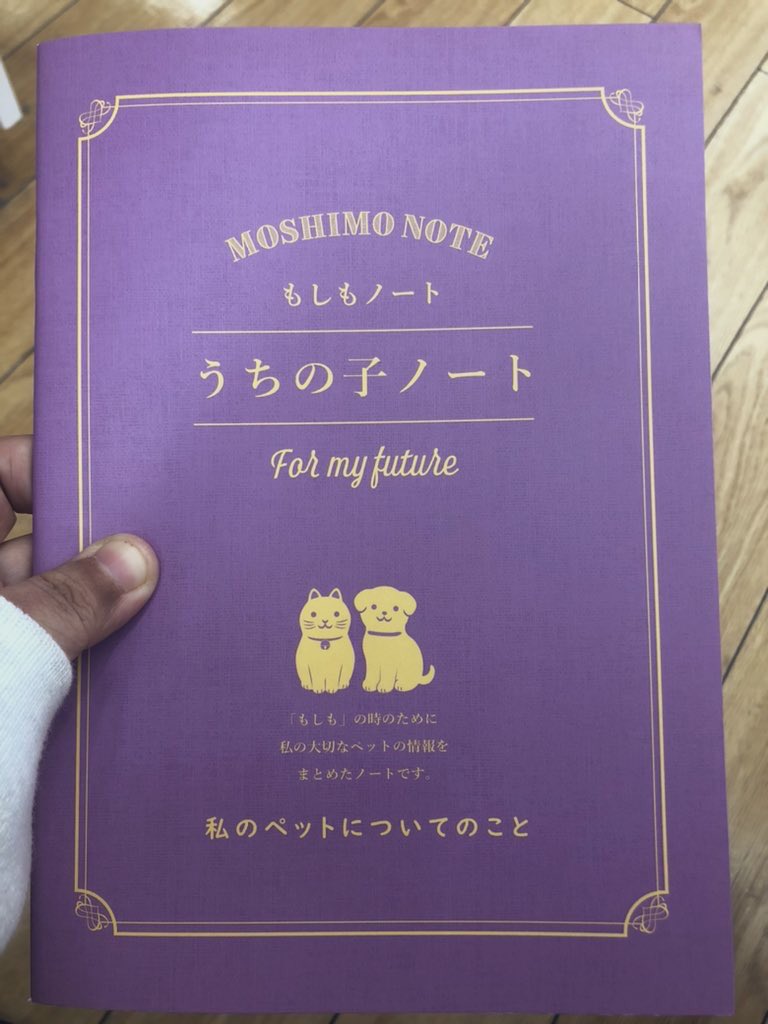 MOSHIMO NOTE
もしもノート
うちの子ノート
For my future
「もしも」の時のために
私の大切なペットの情報を
まとめたノートです。
私のペットについてのこと